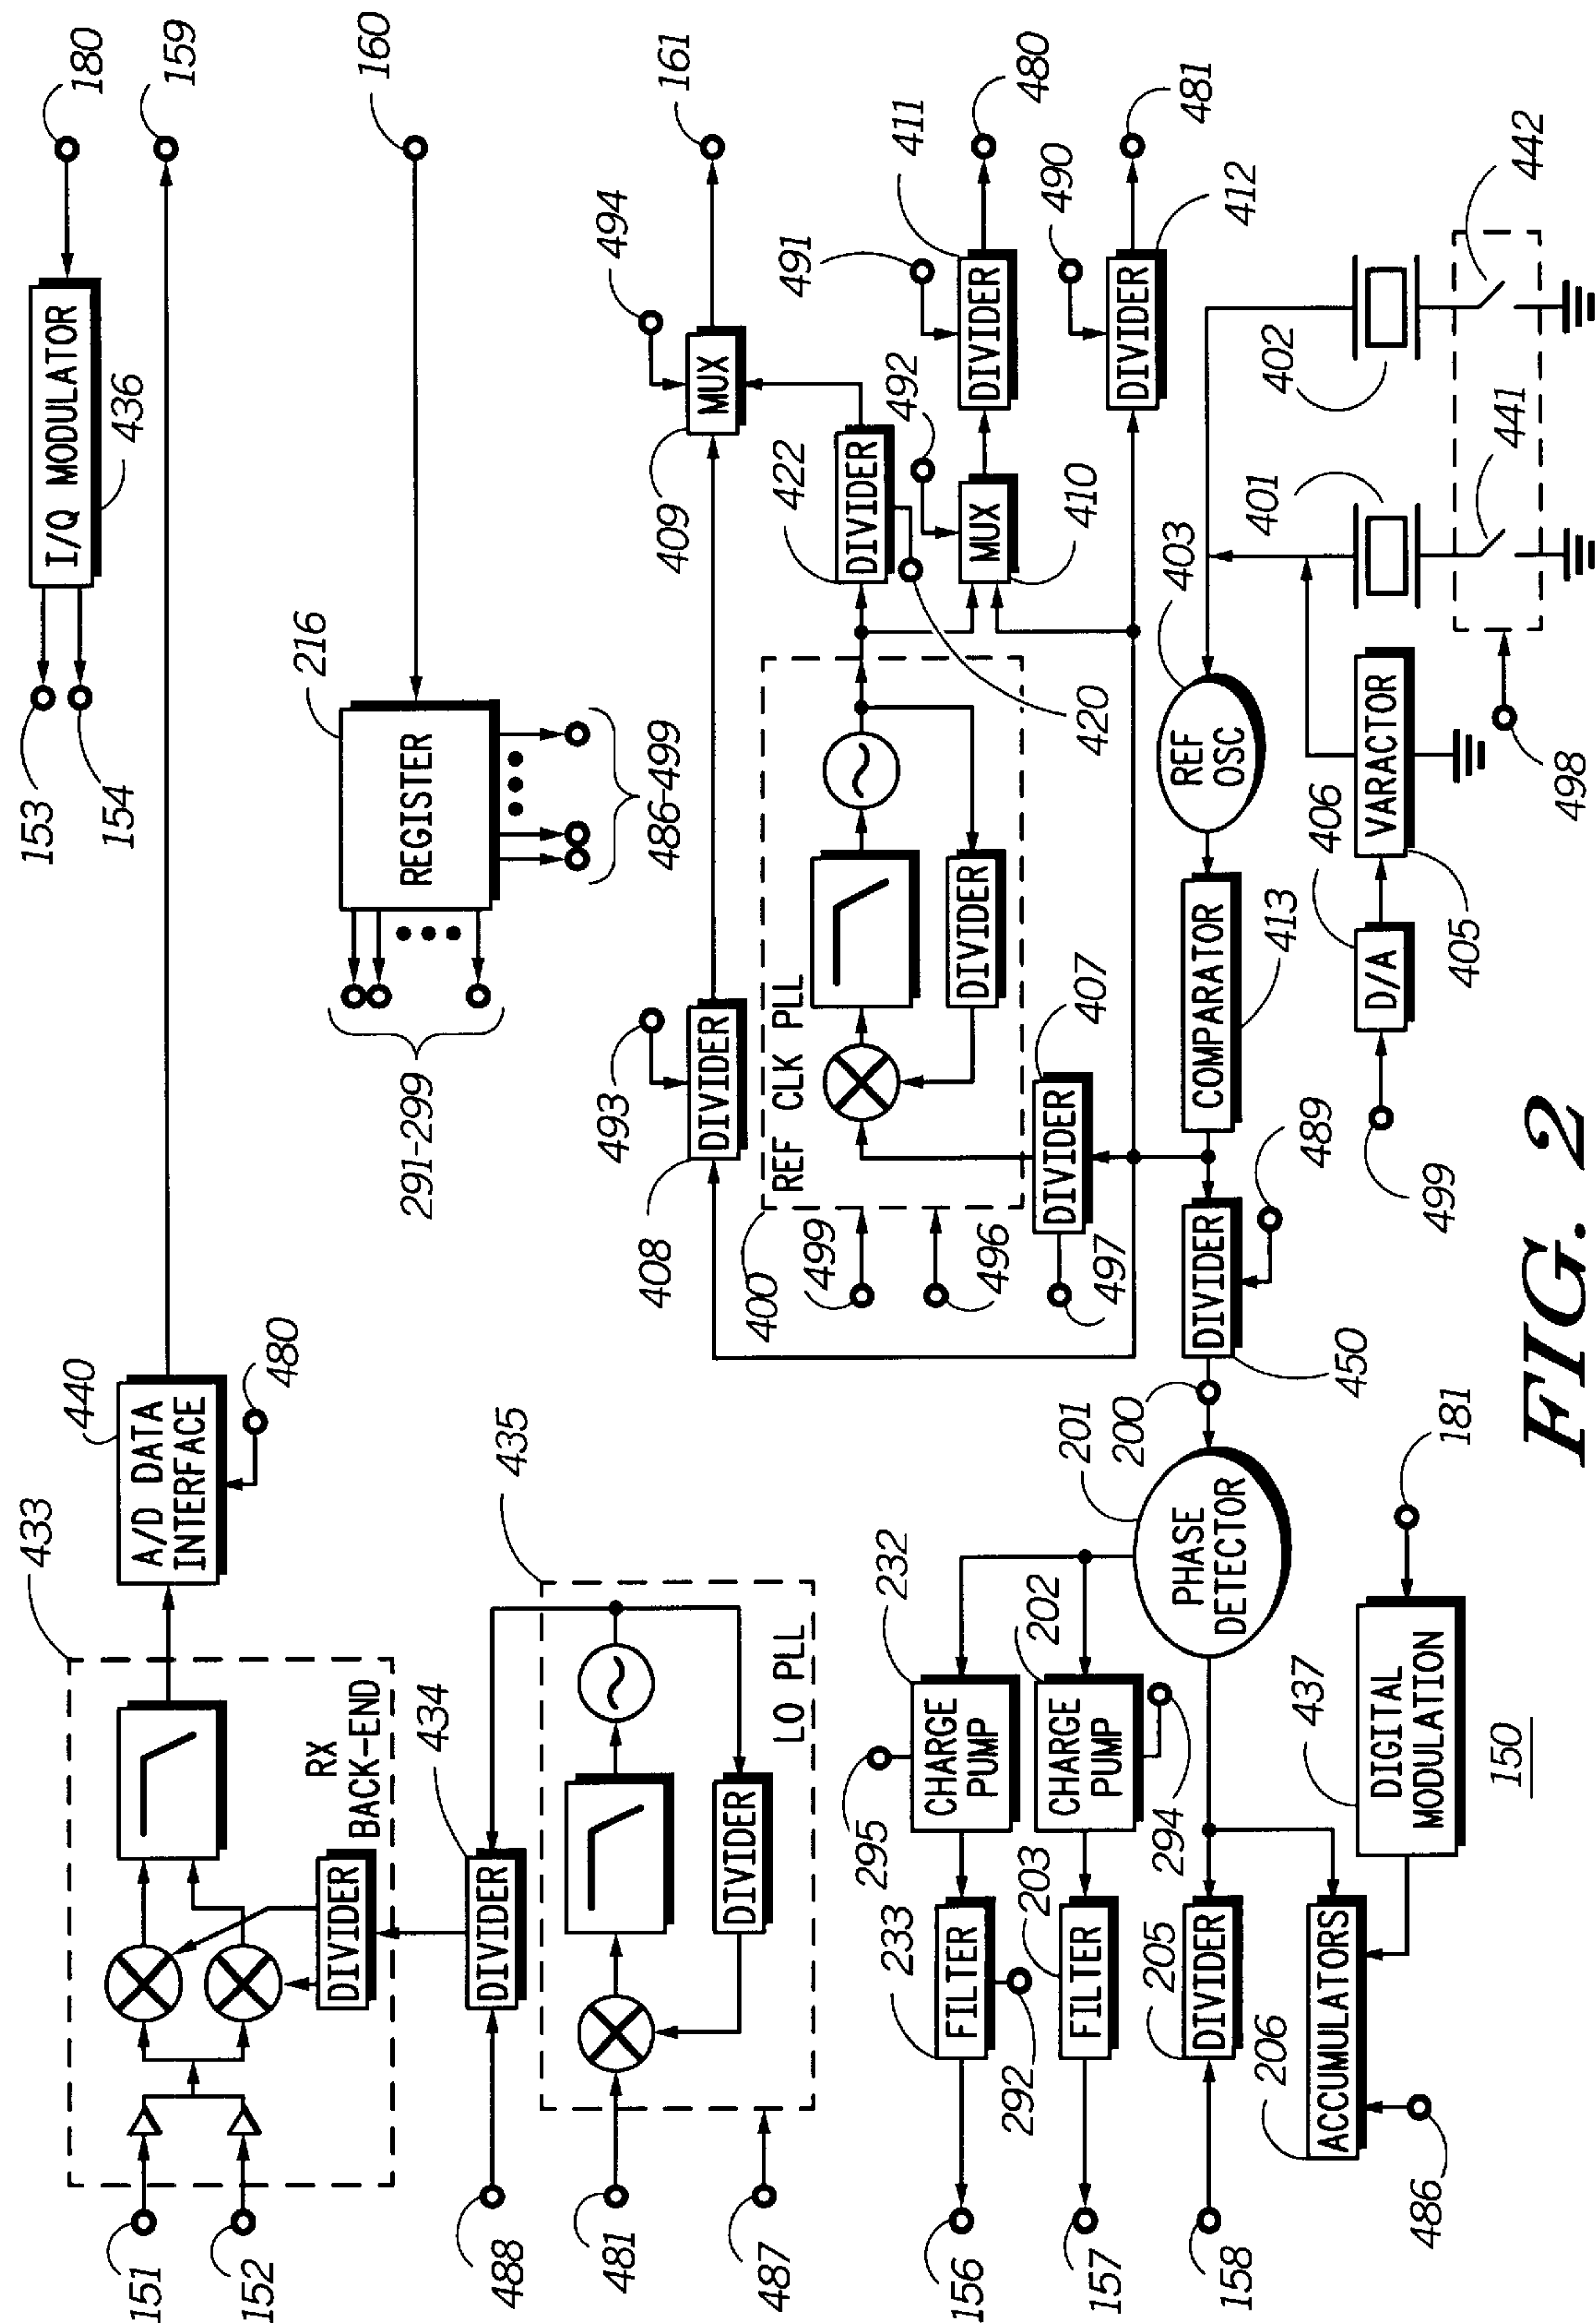 151
152
433
RX
BACK-END
DIVIDER
440
A/D DATA
INTERFACE
480
159
180
I/Q MODULATOR
436
153
154
160
216
REGISTER
291-299
486-499
488
434
DIVIDER
435
481
DIVIDER
LO PLL
487
493
408
DIVIDER
409
MUX
494
161
400
REF CLK PLL
499
496
DIVIDER
497
DIVIDER
407
422
DIVIDER
420
492
MUX
410
491
DIVIDER
411
480
490
DIVIDER
412
481
156
233
FILTER
292
295
CHARGE
PUMP
232
157
203
FILTER
CHARGE
PUMP
202
294
158
205
DIVIDER
206
ACCUMULATORS
486
201
PHASE
DETECTOR
200
450
DIVIDER
489
COMPARATOR
413
REF
OSC
403
437
DIGITAL
MODULATION
181
499
D/A
406
VARACTOR
405
401
402
441
442
498
150
FIG. 2